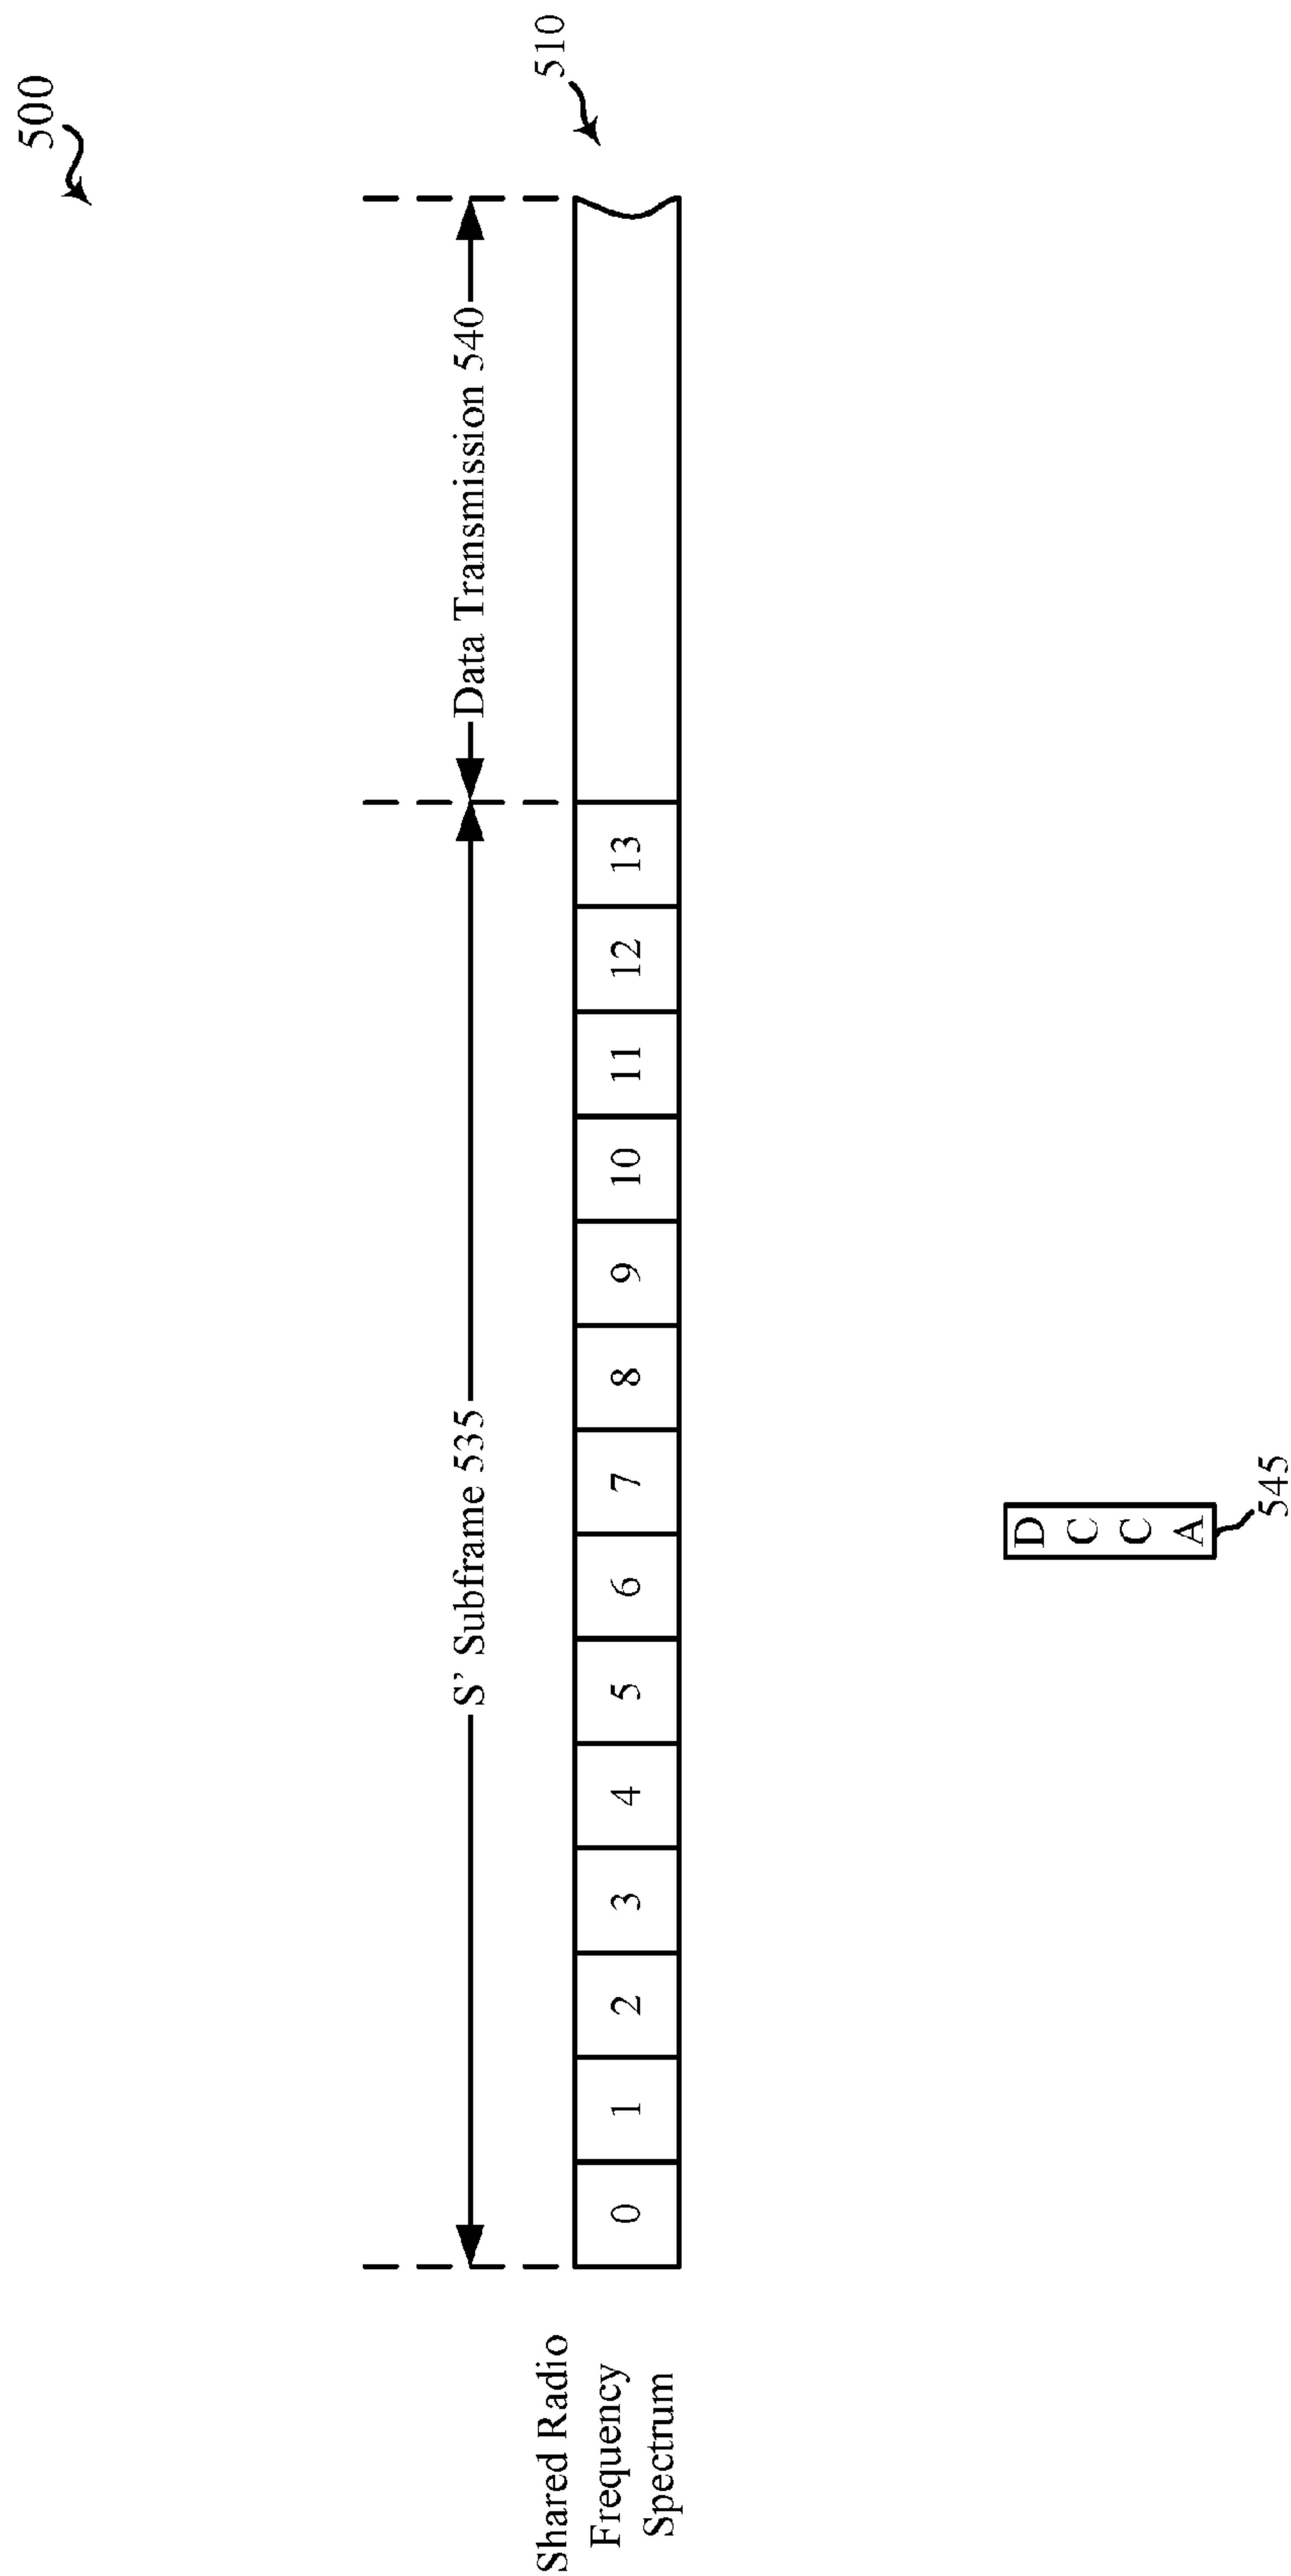 500
510
S’ Subframe 535
Data Transmission 540
Shared Radio
Frequency
Spectrum
0 1 2 3 4 5 6 7 8 9 10 11 12 13
D
C
C
A
545